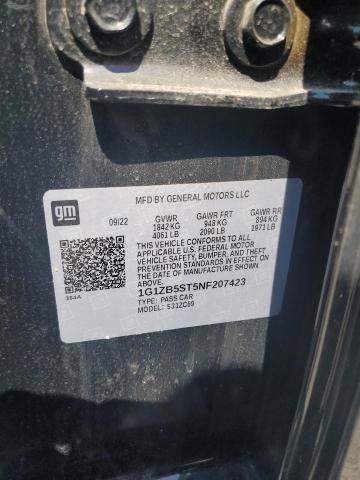 gm
MFD BY GENERAL MOTORS LLC
09/22 GVWR GAWR FRT GAWR RR
1842 KG 948 KG 894 KG
4061 LB 2090 LB 1971 LB
THIS VEHICLE CONFORMS TO ALL
APPLICABLE U.S. FEDERAL MOTOR
VEHICLE SAFETY, BUMPER, AND THEFT
PREVENTION STANDARDS IN EFFECT ON
THE DATE OF MANUFACTURE SHOWN
ABOVE.
1G1ZB5ST5NF207423
384A TYPE: PASS CAR
MODEL: S31ZC69